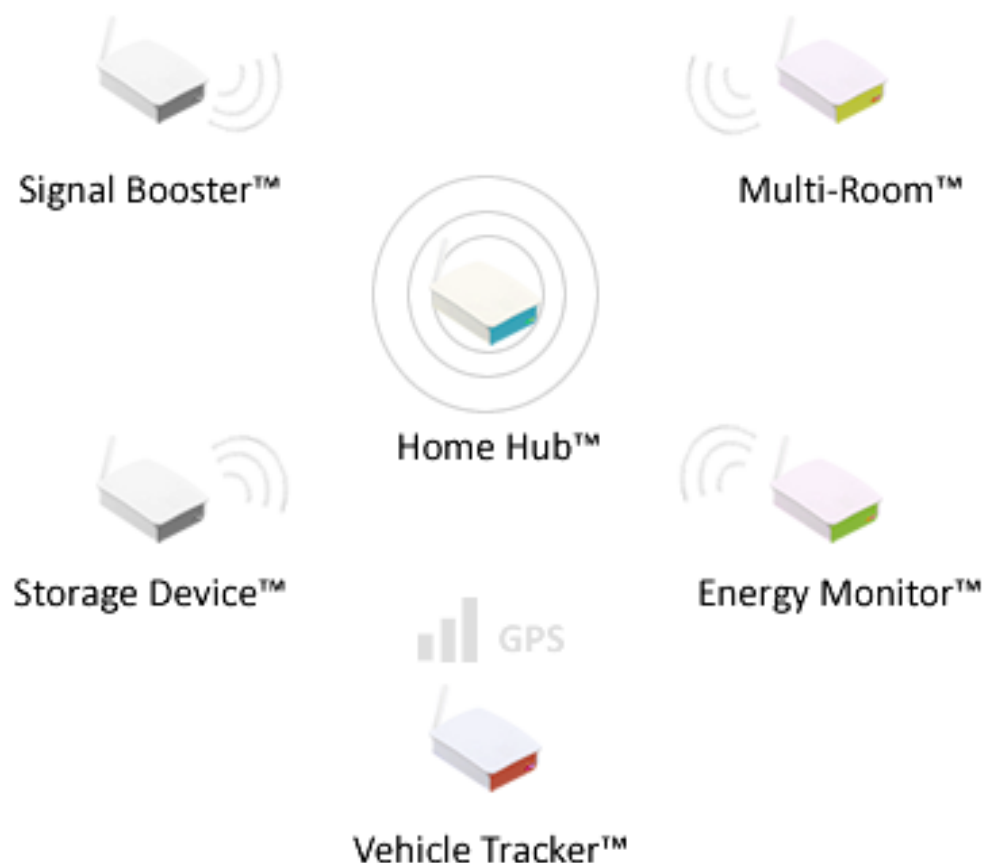 Signal Booster™
Multi-Room™
Home Hub™
Storage Device™
Energy Monitor™
GPS
Vehicle Tracker™